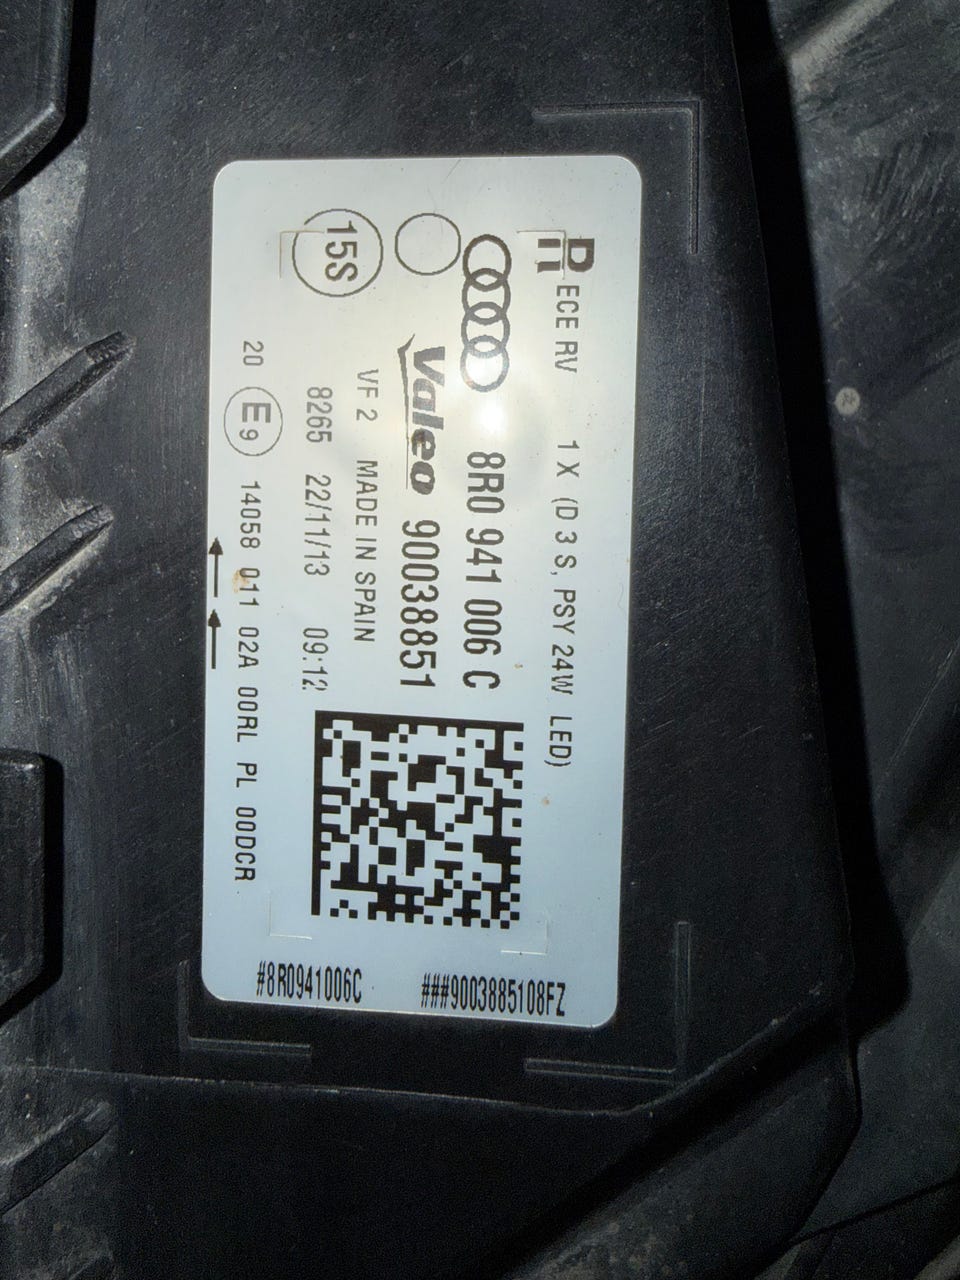 R ECE RV 1 X (D 3 S, PSY 24W LED)
8R0 941 006 C
Valeo 90038851
15S
VF 2 MADE IN SPAIN
8265 22/11/13 09:12
20 E9 14058 011 02A 00RL PL 00DCR
#8R0941006C
###9003885108FZ